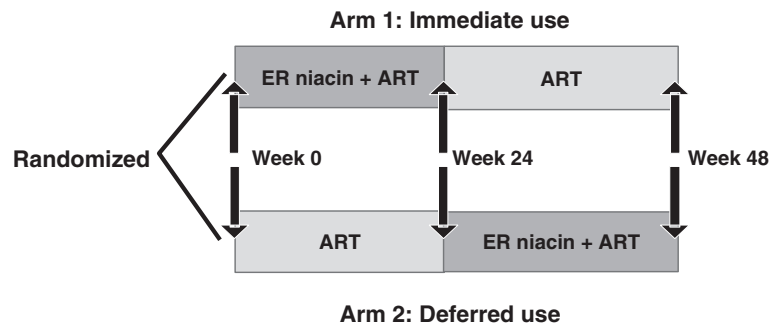 Arm 1: Immediate use
ER niacin + ART
ART
Randomized
Week 0
Week 24
Week 48
ART
ER niacin + ART
Arm 2: Deferred use